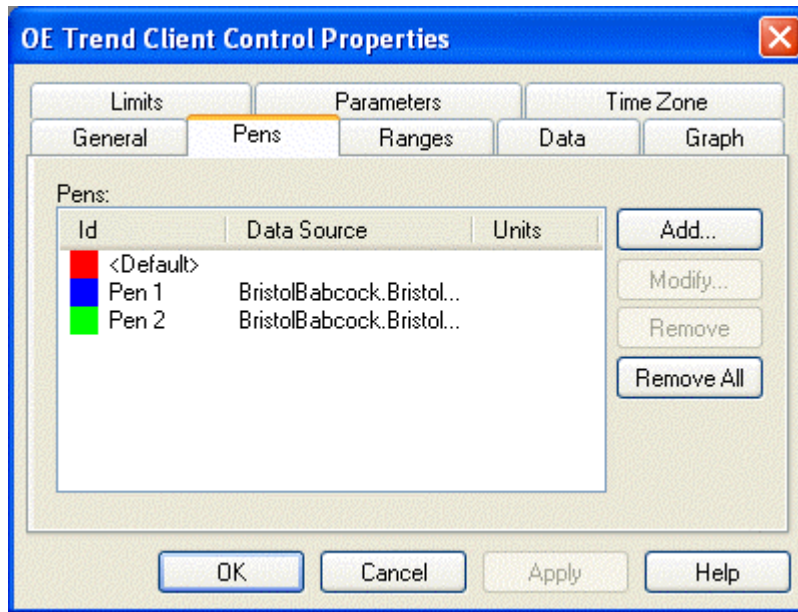 OE Trend Client Control Properties
Limits Parameters Time Zone
General Pens Ranges Data Graph
Pens:
Id Data Source Units Add...
<Default>
Modify...
Pen 1 BristolBabcock.Bristol...
Pen 2 BristolBabcock.Bristol... Remove
Remove All
OK Cancel Apply Help